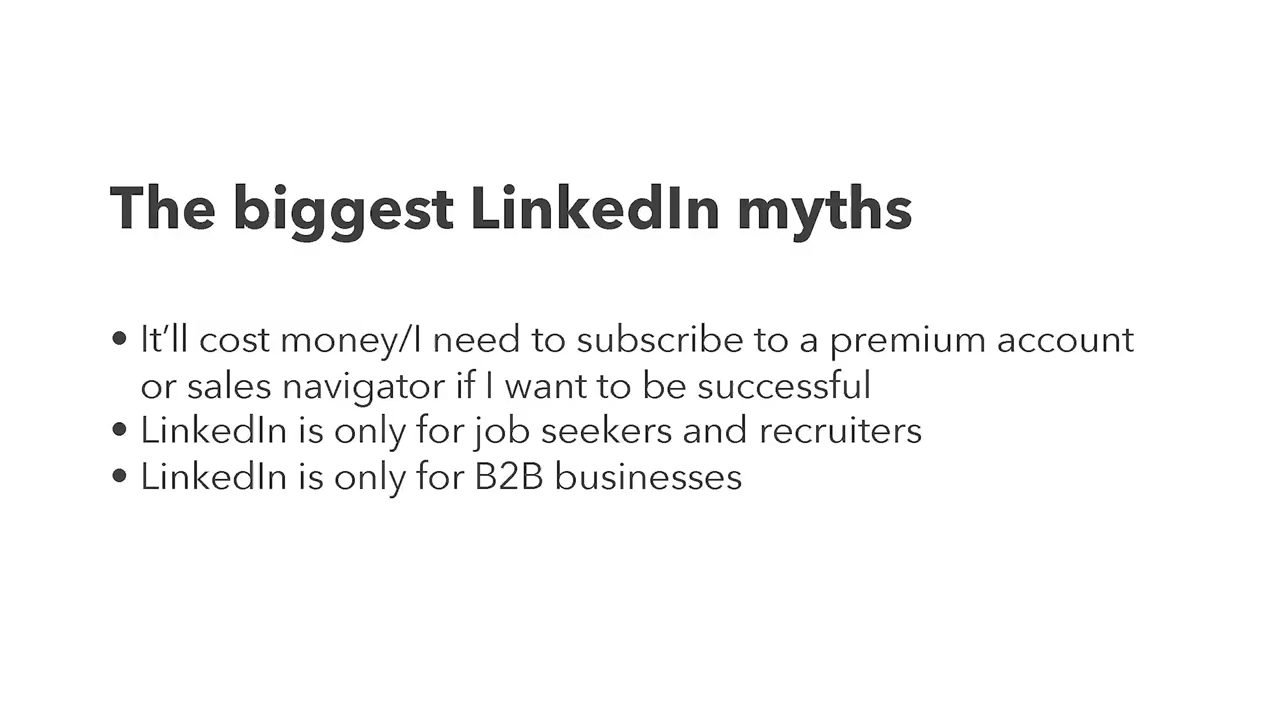 The biggest LinkedIn myths
• It’ll cost money/I need to subscribe to a premium account
or sales navigator if I want to be successful
• LinkedIn is only for job seekers and recruiters
• LinkedIn is only for B2B businesses